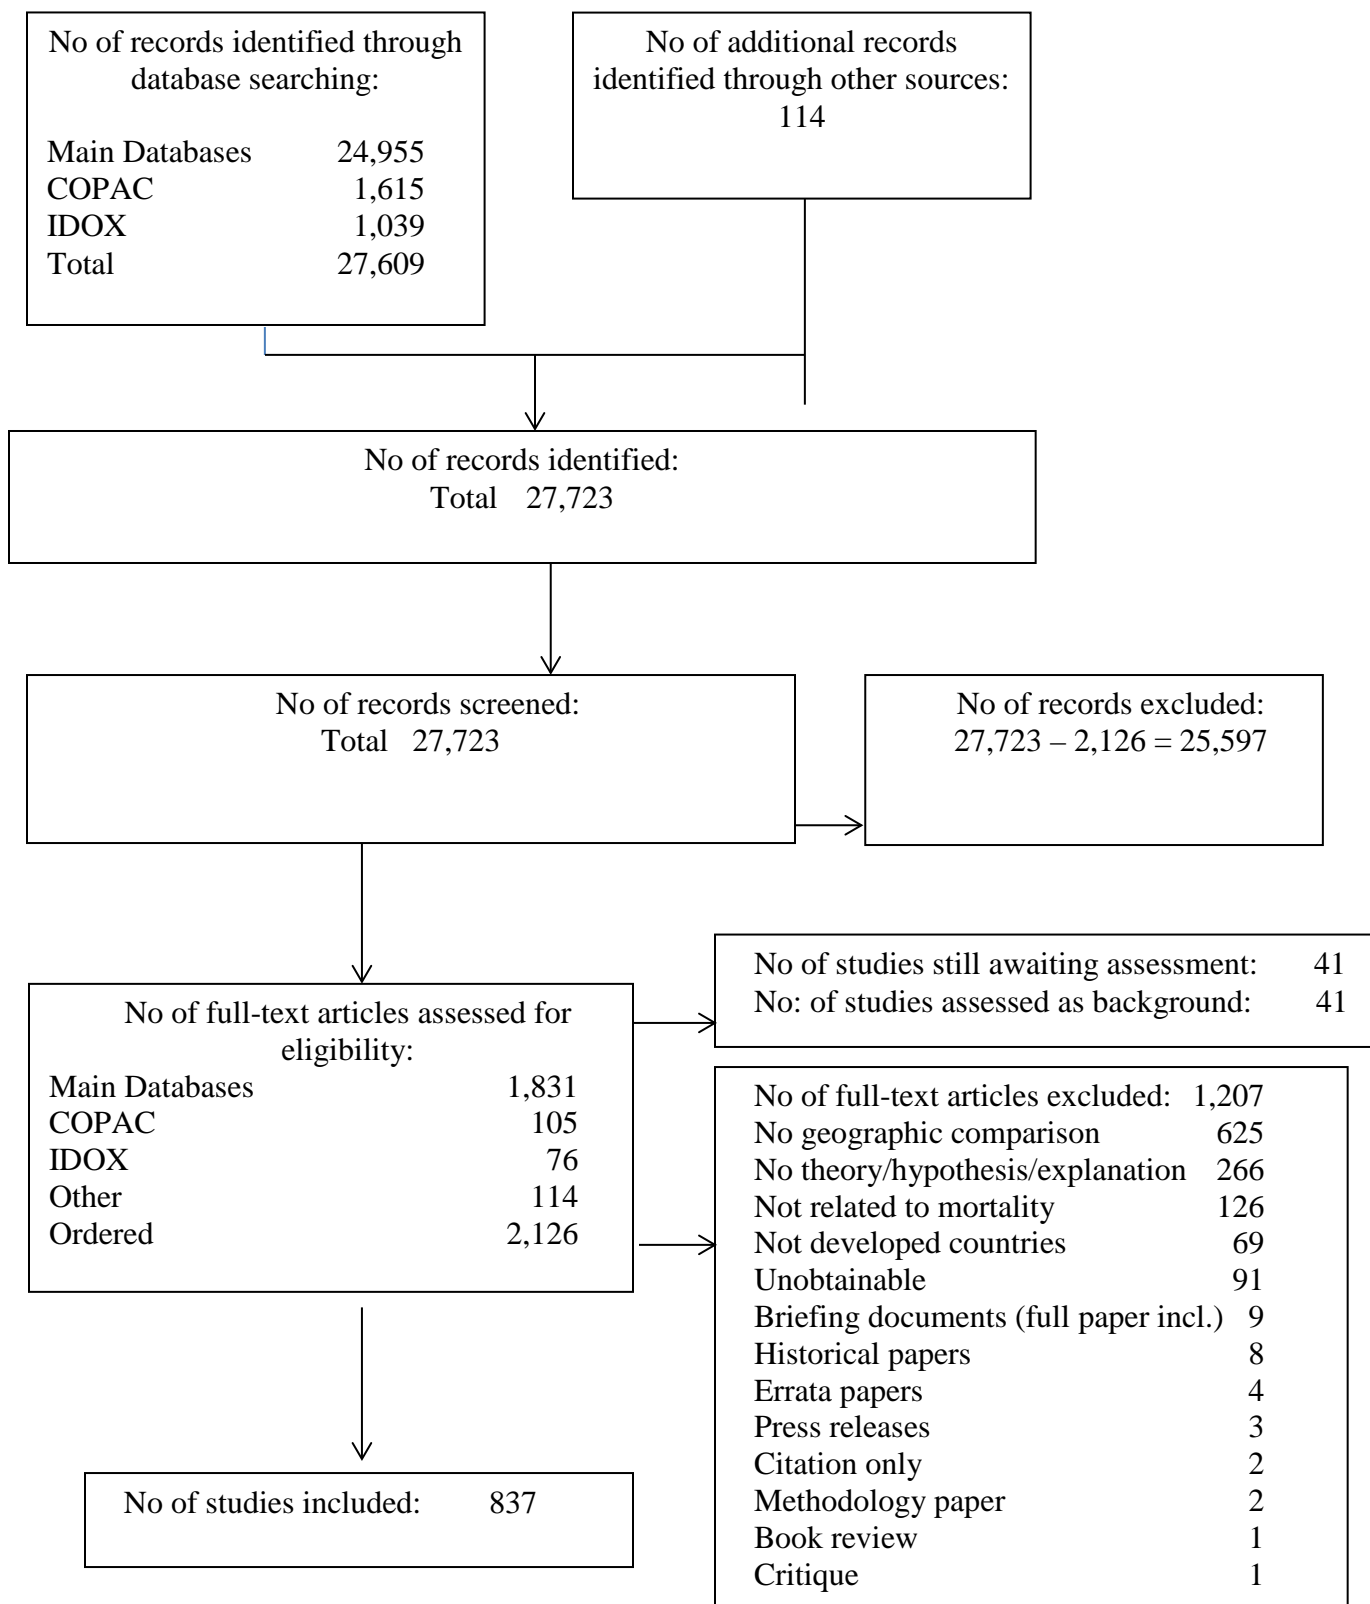 No of records identified through
database searching:
Main Databases 24,955
COPAC 1,615
IDOX 1,039
Total 27,609
No of additional records
identified through other sources:
114
No of records identified:
Total 27,723
No of records screened:
Total 27,723
No of records excluded:
27,723 – 2,126 = 25,597
No of full-text articles assessed for
eligibility:
Main Databases 1,831
COPAC 105
IDOX 76
Other 114
Ordered 2,126
No of studies still awaiting assessment: 41
No: of studies assessed as background: 41
No of full-text articles excluded: 1,207
No geographic comparison 625
No theory/hypothesis/explanation 266
Not related to mortality 126
Not developed countries 69
Unobtainable 91
Briefing documents (full paper incl.) 9
Historical papers 8
Errata papers 4
Press releases 3
Citation only 2
Methodology paper 2
Book review 1
Critique 1
No of studies included: 837